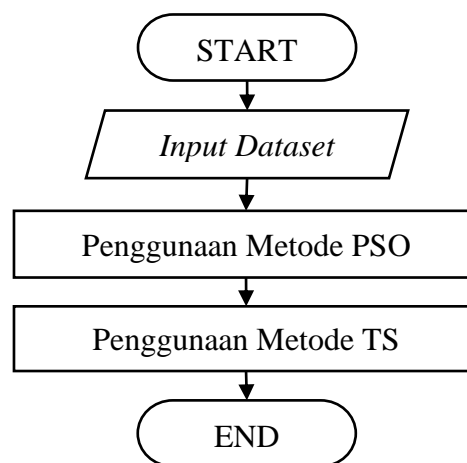 START
Input Dataset
Penggunaan Metode PSO
Penggunaan Metode TS
END